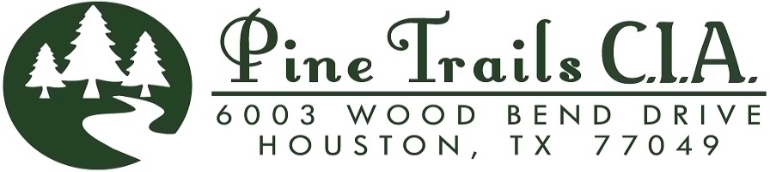 Pine Trails C.I.A.
6003 WOOD BEND DRIVE
HOUSTON, TX 77049